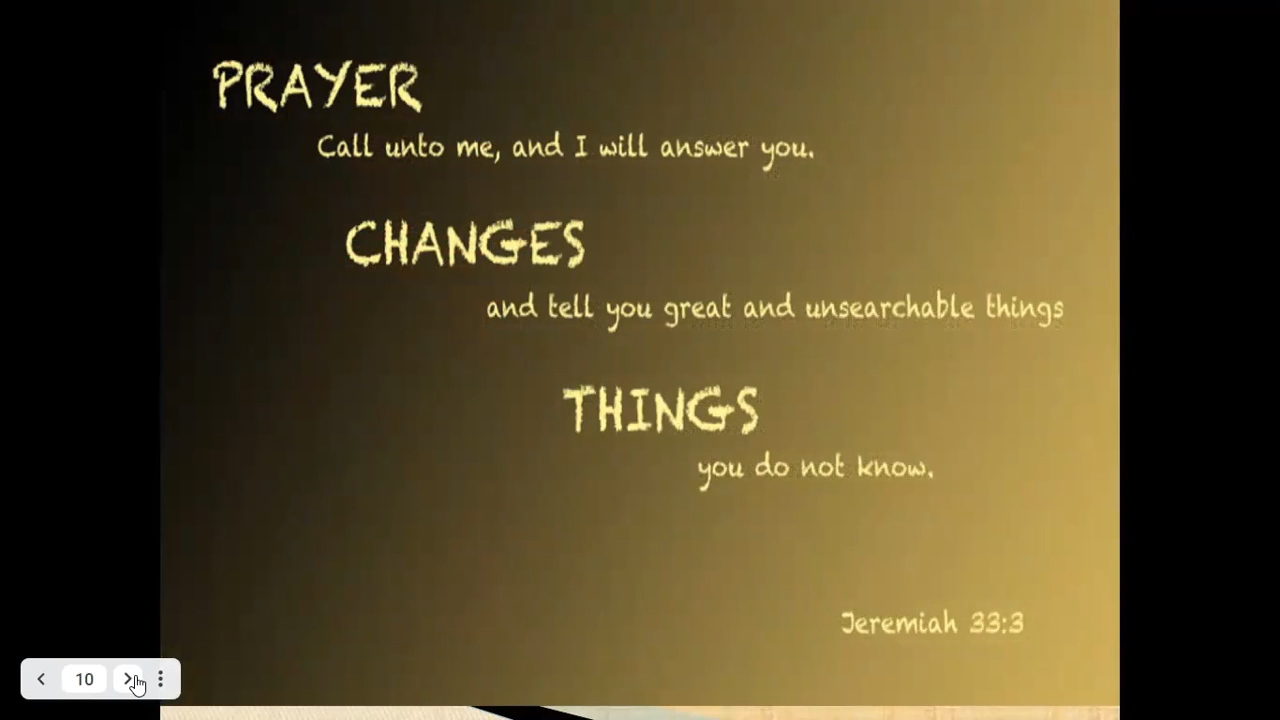 PRAYER
Call unto me, and I will answer you.
CHANGES
and tell you great and unsearchable things
THINGS
you do not know.
Jeremiah 33:3
10